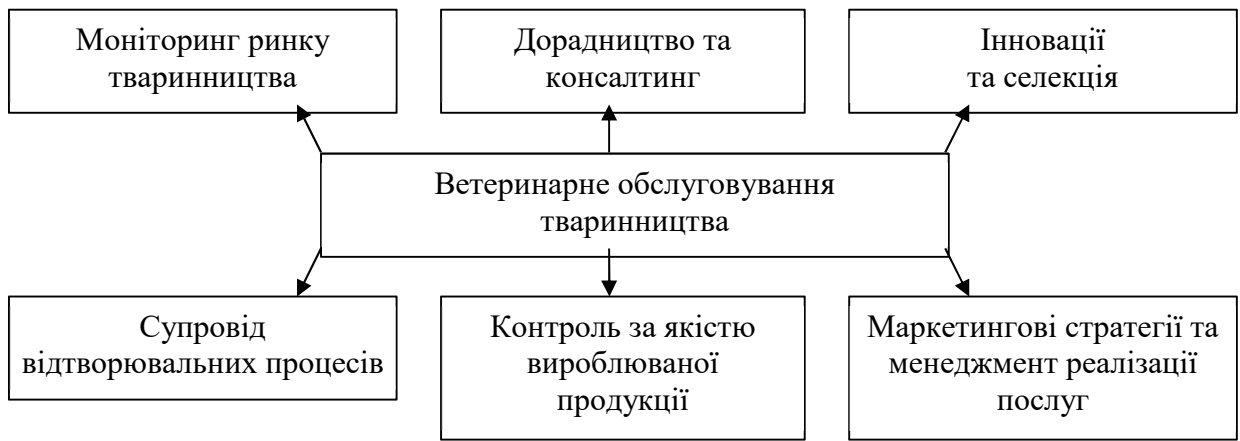 Моніторинг ринку
тваринництва
Дорадництво та
консалтинг
Інновації
та селекція
Ветеринарне обслуговування
тваринництва
Супровід
відтворювальних процесів
Контроль за якістю
вироблюваної
продукції
Маркетингові стратегії та
менеджмент реалізації
послуг